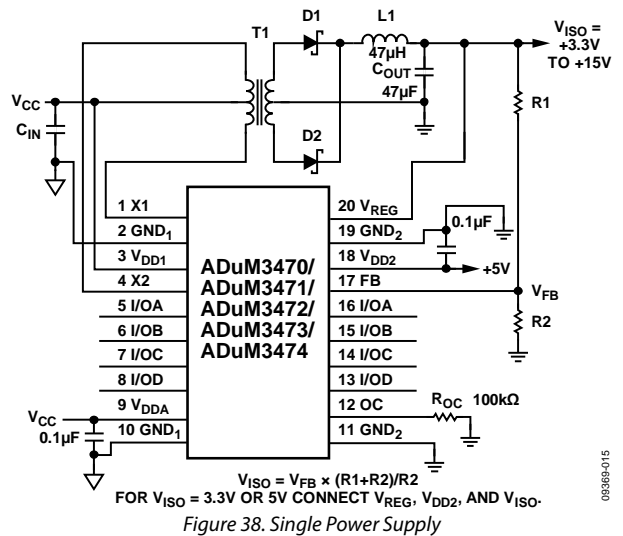 T1
D1
L1
47µH
C_OUT
47µF
D2
V_ISO =
+3.3V
TO +15V
R1
V_CC
C_IN
1 X1
2 GND₁
3 V_DD1
4 X2
5 I/OA
6 I/OB
7 I/OC
8 I/OD
9 V_DDA
10 GND₁
V_CC
0.1µF
ADuM3470/
ADuM3471/
ADuM3472/
ADuM3473/
ADuM3474
20 V_REG
19 GND₂
18 V_DD2
17 FB
16 I/OA
15 I/OB
14 I/OC
13 I/OD
12 OC
11 GND₂
0.1µF
+5V
V_FB
R2
R_OC 100kΩ
V_ISO = V_FB × (R1+R2)/R2
FOR V_ISO = 3.3V OR 5V CONNECT V_REG, V_DD2, AND V_ISO.
09369-015
Figure 38. Single Power Supply